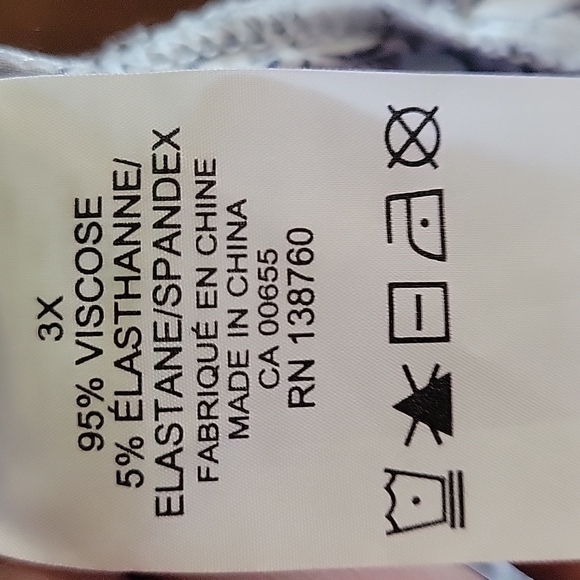 3X
95% VISCOSE
5% ÉLASTHANNE/
ELASTANE/SPANDEX
FABRIQUÉ EN CHINE
MADE IN CHINA
CA 00655
RN 138760